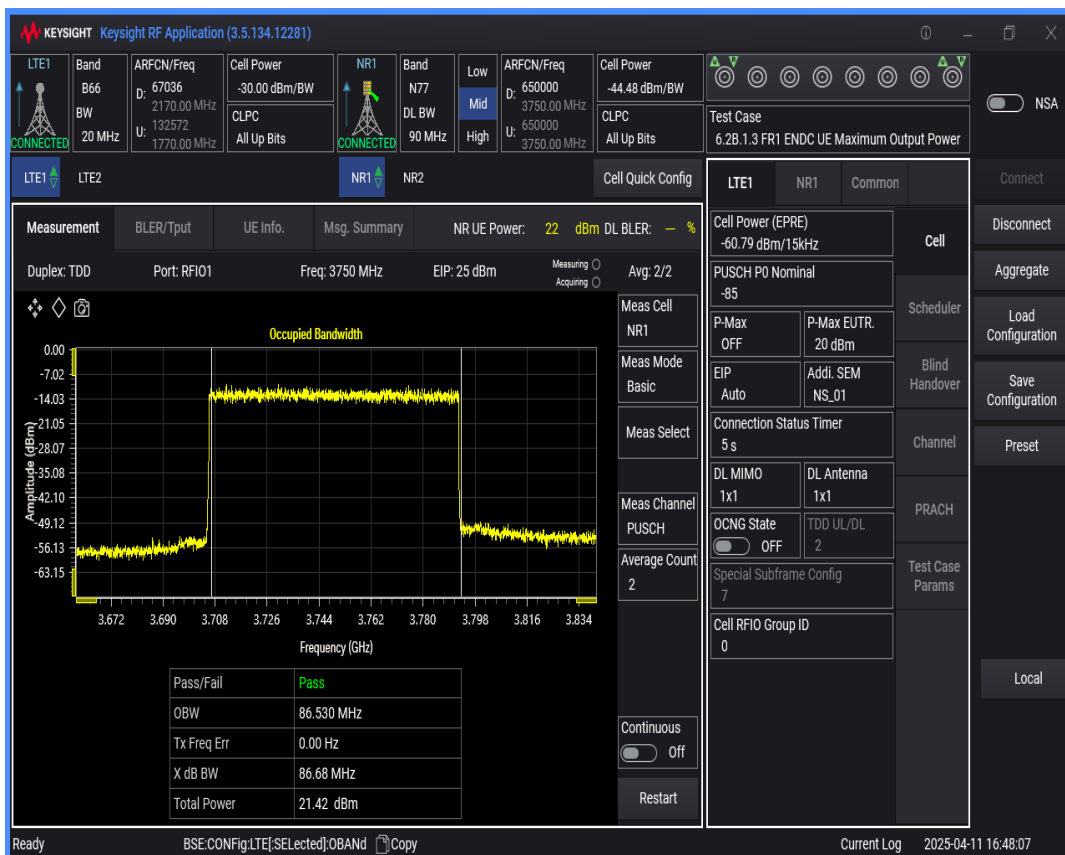 KEYSIGHT Keysight RF Application (3.5.134.12281)
LTE1
CONNECTED
Band
B66
BW
20 MHz
ARFCN/Freq
D: 67036
2170.00 MHz
U: 132572
1770.00 MHz
Cell Power
-30.00 dBm/BW
CLPC
All Up Bits
NR1
CONNECTED
Band
N77
DL BW
90 MHz
Low
Mid
High
ARFCN/Freq
D: 650000
3750.00 MHz
U: 650000
3750.00 MHz
Cell Power
-44.48 dBm/BW
CLPC
All Up Bits
Test Case
6.2B.1.3 FR1 ENDC UE Maximum Output Power
NSA
LTE1 LTE2 NR1 NR2 Cell Quick Config
Measurement BLER/Tput UE Info. Msg. Summary NR UE Power: 22 dBm DL BLER: — %
Duplex: TDD Port: RFIO1 Freq: 3750 MHz EIP: 25 dBm Measuring Avg: 2/2
Acquiring
Occupied Bandwidth
Amplitude (dBm)
0.00
-7.02
-14.03
-21.05
-28.07
-35.08
-42.10
-49.12
-56.13
-63.15
3.672 3.690 3.708 3.726 3.744 3.762 3.780 3.798 3.816 3.834
Frequency (GHz)
Pass/Fail Pass
OBW 86.530 MHz
Tx Freq Err 0.00 Hz
X dB BW 86.68 MHz
Total Power 21.42 dBm
Meas Cell
NR1
Meas Mode
Basic
Meas Select
Meas Channel
PUSCH
Average Count
2
Continuous
Off
Restart
LTE1 NR1 Common
Cell Power (EPRE)
-60.79 dBm/15kHz
PUSCH P0 Nominal
-85
P-Max
OFF
P-Max EUTR.
20 dBm
EIP
Auto
Addi. SEM
NS_01
Connection Status Timer
5 s
DL MIMO
1x1
DL Antenna
1x1
OCNG State
OFF
TDD UL/DL
2
Special Subframe Config
7
Cell RFIO Group ID
0
Cell
Scheduler
Blind
Handover
Channel
PRACH
Test Case
Params
Connect
Disconnect
Aggregate
Load
Configuration
Save
Configuration
Preset
Local
Ready BSE:CONFig:LTE[:SELected]:OBANd Copy Current Log 2025-04-11 16:48:07